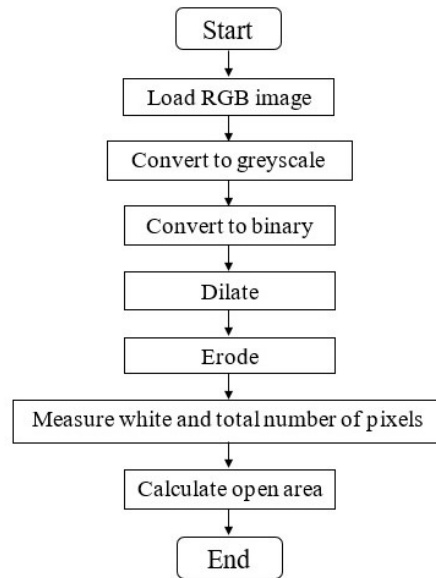 Start
Load RGB image
Convert to greyscale
Convert to binary
Dilate
Erode
Measure white and total number of pixels
Calculate open area
End